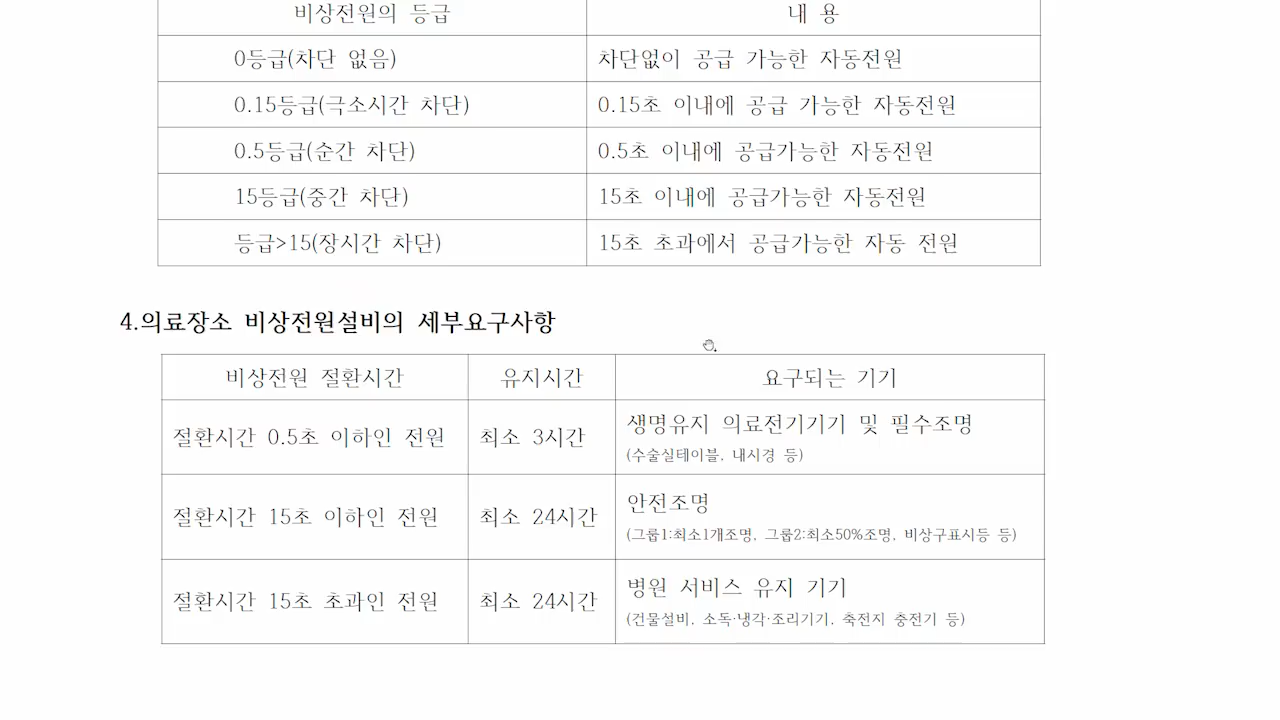 비상전원의 등급 내 용
0등급(차단 없음) 차단없이 공급 가능한 자동전원
0.15등급(극소시간 차단) 0.15초 이내에 공급 가능한 자동전원
0.5등급(순간 차단) 0.5초 이내에 공급가능한 자동전원
15등급(중간 차단) 15초 이내에 공급가능한 자동전원
등급>15(장시간 차단) 15초 초과에서 공급가능한 자동 전원
4.의료장소 비상전원설비의 세부요구사항
비상전원 절환시간 유지시간 요구되는 기기
절환시간 0.5초 이하인 전원 최소 3시간 생명유지 의료전기기기 및 필수조명
(수술실테이블, 내시경 등)
절환시간 15초 이하인 전원 최소 24시간 안전조명
(그룹1:최소1개조명, 그룹2:최소50%조명, 비상구표시등 등)
절환시간 15초 초과인 전원 최소 24시간 병원 서비스 유지 기기
(건물설비, 소독·냉각·조리기기, 축전지 충전기 등)